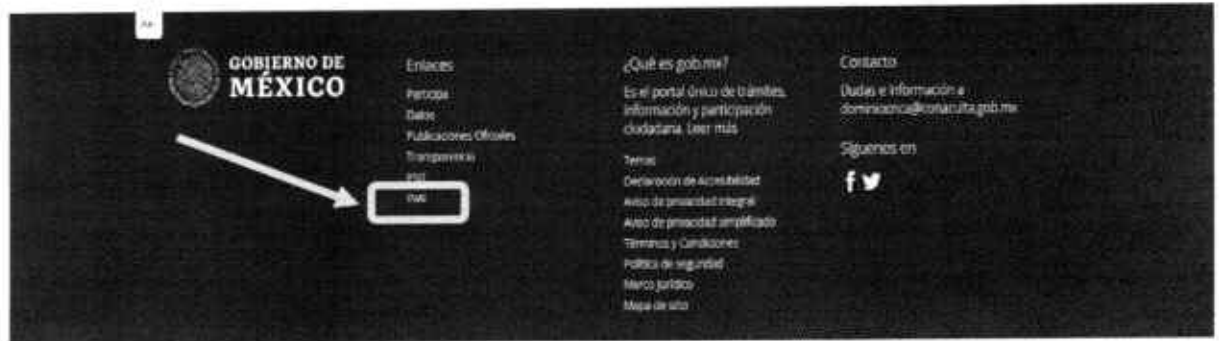 GOBIERNO DE
MÉXICO
Enlaces
Participa
Datos
Publicaciones Oficiales
Transparencia
PNT
¿Qué es gob.mx?
Es el portal único de trámites,
información y participación
ciudadana. Leer más
Temas
Declaración de Accesibilidad
Aviso de privacidad integral
Aviso de privacidad simplificado
Términos y Condiciones
Política de seguridad
Marco jurídico
Mapa de sitio
Contacto
Dudas e información a
Síguenos en